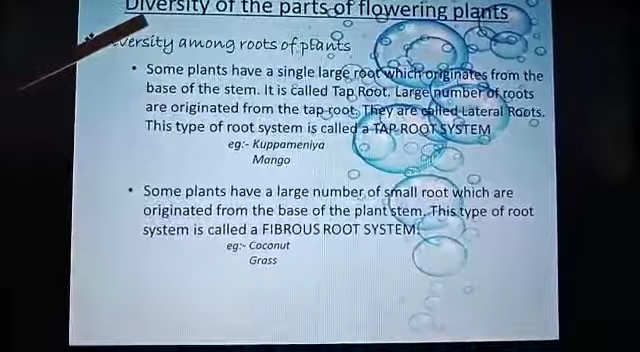 Diversity of the parts of flowering plants
versity among roots of plants
• Some plants have a single large root which originates from the
base of the stem. It is called Tap Root. Large number of roots
are originated from the tap root. They are called Lateral Roots.
This type of root system is called a TAP ROOT SYSTEM
eg:- Kuppameniya
Mango
• Some plants have a large number of small root which are
originated from the base of the plant stem. This type of root
system is called a FIBROUS ROOT SYSTEM.
eg:- Coconut
Grass